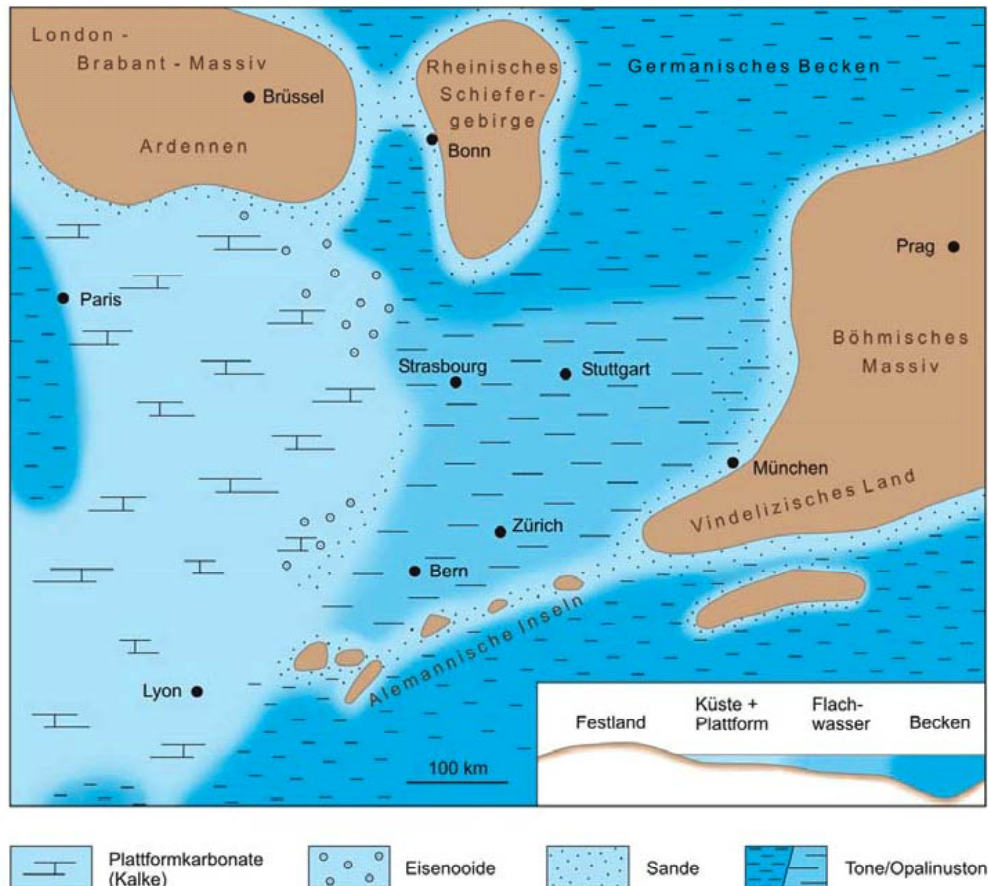 London -
Brabant - Massiv
Brüssel
Ardennen
Rheinisches
Schiefer-
gebirge
Bonn
Germanisches Becken
Prag
Paris
Böhmisches
Massiv
Strasbourg
Stuttgart
München
Vindelizisches Land
Zürich
Bern
Alemannische Inseln
Lyon
100 km
Festland
Küste +
Plattform
Flach-
wasser
Becken
Plattformkarbonate
(Kalke)
Eisenooide
Sande
Tone/Opalinuston